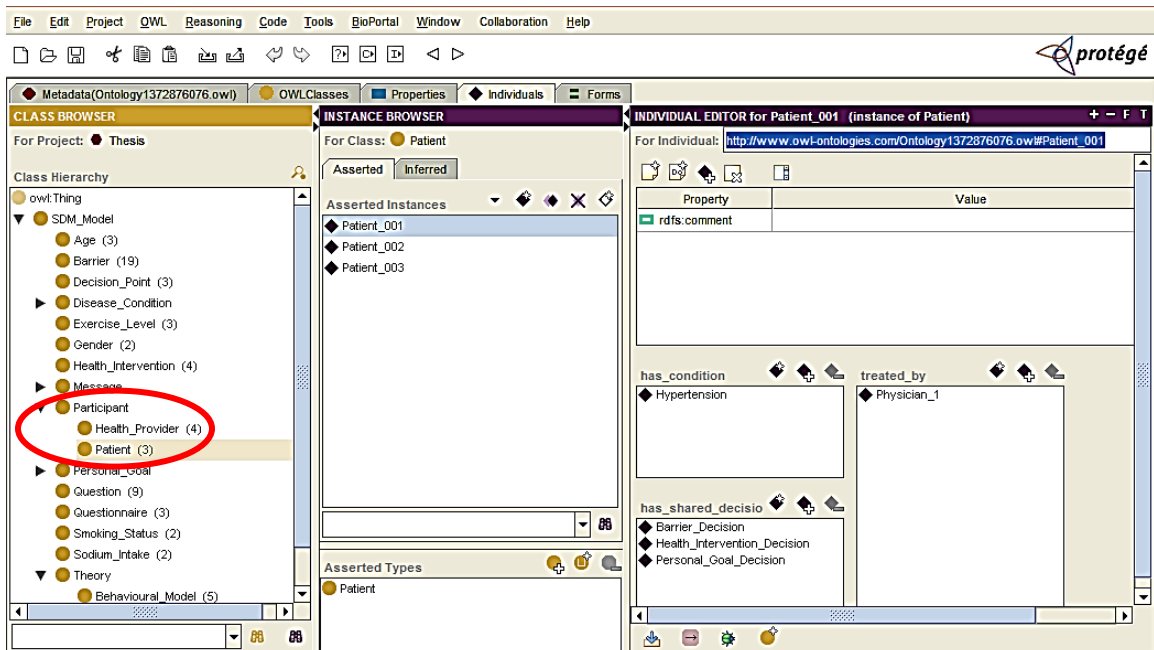 File Edit Project OWL Reasoning Code Tools BioPortal Window Collaboration Help
protégé
Metadata(Ontology1372876076.owl) OWLClasses Properties Individuals Forms
CLASS BROWSER
For Project: Thesis
Class Hierarchy
owl:Thing
SDM_Model
Age (3)
Barrier (19)
Decision_Point (3)
Disease_Condition
Exercise_Level (3)
Gender (2)
Health_Intervention (4)
Message
Participant
Health_Provider (4)
Patient (3)
Personal_Goal
Question (9)
Questionnaire (3)
Smoking_Status (2)
Sodium_Intake (2)
Theory
Behavioural_Model (5)
INSTANCE BROWSER
For Class: Patient
Asserted Inferred
Asserted Instances
Patient_001
Patient_002
Patient_003
Asserted Types
Patient
INDIVIDUAL EDITOR for Patient_001 (instance of Patient) + - F T
For Individual: http://www.owl-ontologies.com/Ontology1372876076.owl#Patient_001
Property Value
rdfs:comment
has_condition
Hypertension
treated_by
Physician_1
has_shared_decisio
Barrier_Decision
Health_Intervention_Decision
Personal_Goal_Decision